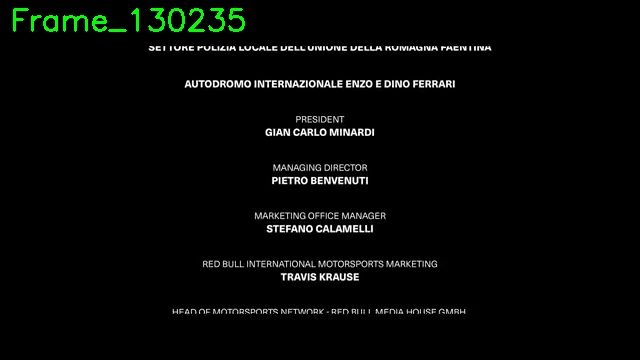 Frame_130235
SETTORE POLIZIA LOCALE DELL'UNIONE DELLA ROMAGNA FAENTINA
AUTODROMO INTERNAZIONALE ENZO E DINO FERRARI
PRESIDENT
GIAN CARLO MINARDI
MANAGING DIRECTOR
PIETRO BENVENUTI
MARKETING OFFICE MANAGER
STEFANO CALAMELLI
RED BULL INTERNATIONAL MOTORSPORTS MARKETING
TRAVIS KRAUSE
HEAD OF MOTORSPORTS NETWORK - RED BULL MEDIA HOUSE GMBH